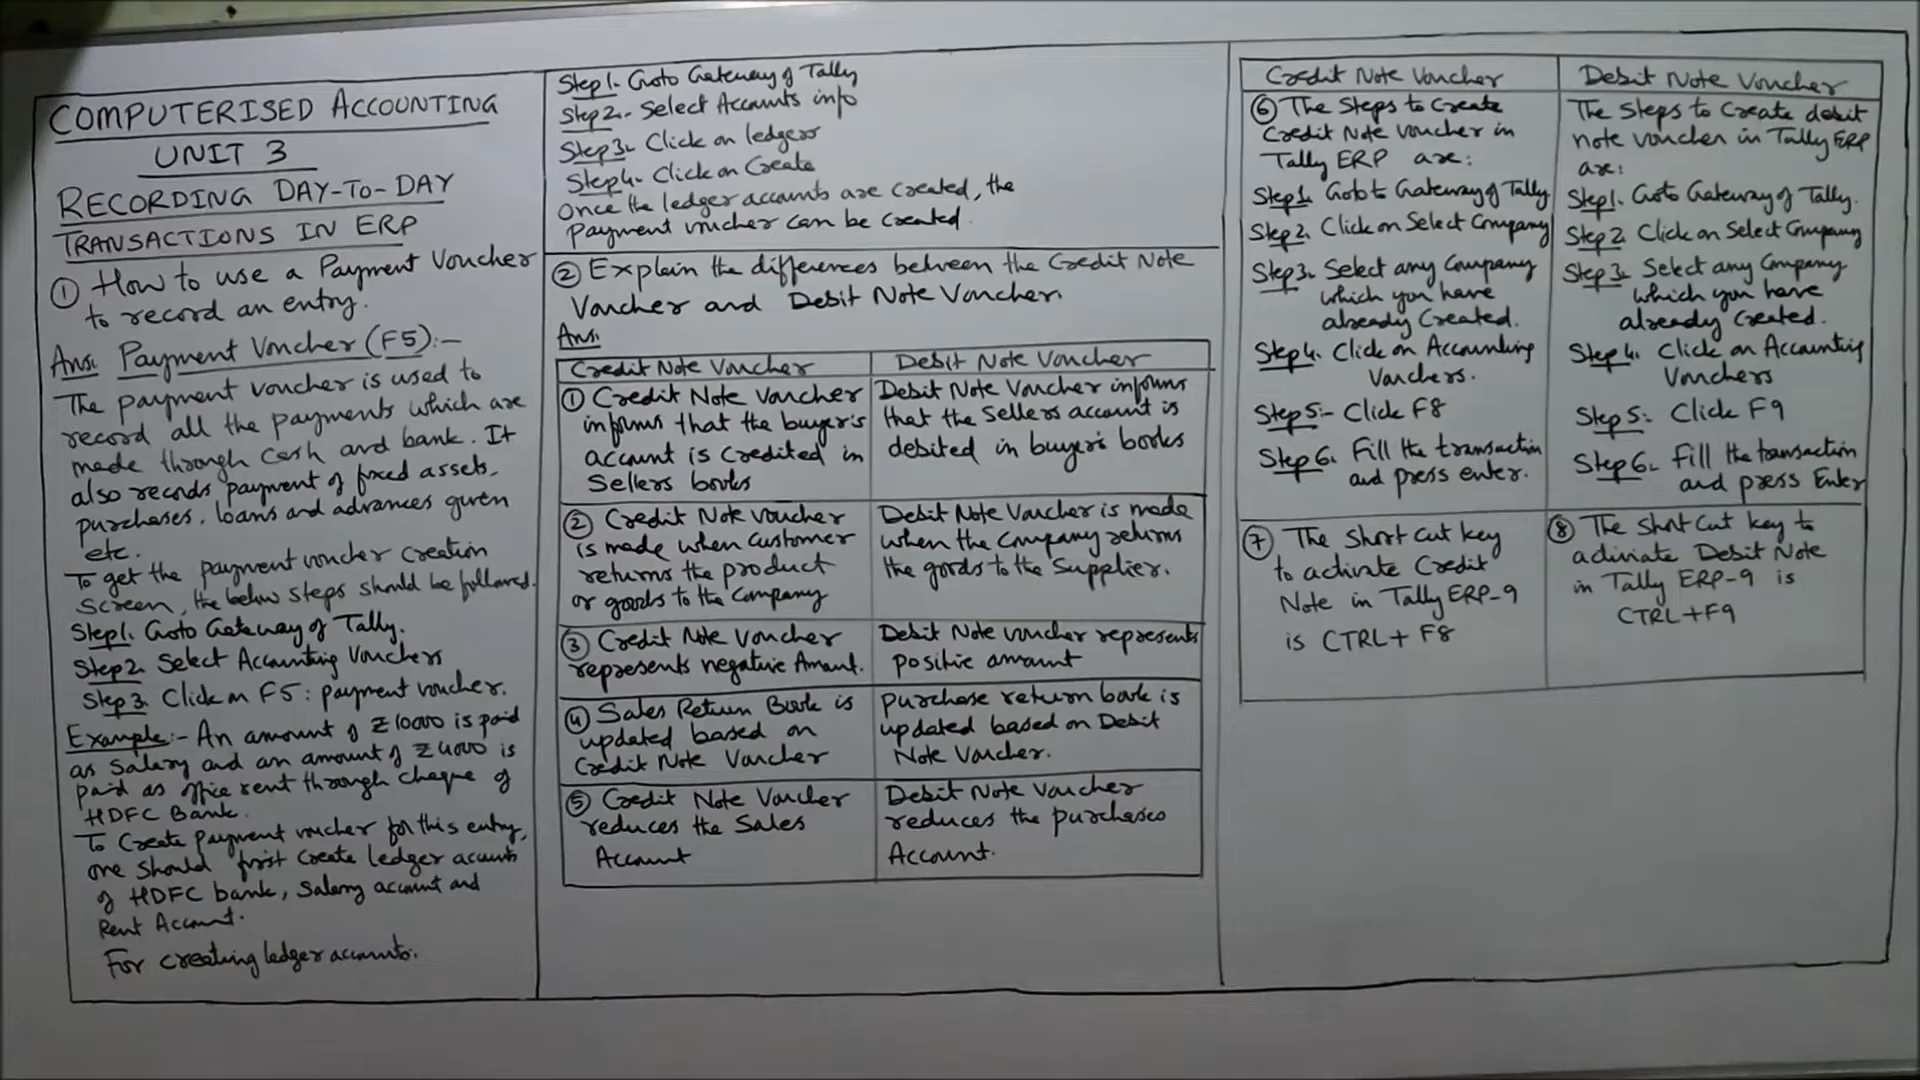 COMPUTERISED ACCOUNTING
UNIT 3
RECORDING DAY-TO-DAY
TRANSACTIONS IN ERP
① How to use a Payment Voucher
to record an entry.
Ans: Payment Voucher (F5):-
The payment voucher is used to
record all the payments which are
made through cash and bank. It
also records payment of fixed assets,
purchases, loans and advances given
etc.
To get the payment voucher creation
screen, the below steps should be followed.
Step1. Goto Gateway of Tally.
Step2. Select Accounting Vouchers
Step3. Click on F5: payment voucher.
Example:- An amount of ₹10000 is paid
as Salary and an amount of ₹4000 is
paid as office rent through cheque of
HDFC Bank.
To Create payment voucher for this entry,
one should first create ledger accounts
of HDFC bank, Salary account and
Rent Account.
For creating ledger accounts.
Step1. Goto Gateway of Tally
Step2.- Select Accounts info
Step3- Click on ledgers
Step4- Click on Create
Once the ledger accounts are created, the
payment voucher can be created.
② Explain the differences between the Credit Note
Voucher and Debit Note Voucher.
Ans:
Credit Note Voucher
Debit Note Voucher
① Credit Note Voucher
informs that the buyer's
account is credited in
Sellers books
Debit Note Voucher informs
that the Sellers account is
debited in buyer's books
② Credit Note Voucher
is made when customer
returns the product
or goods to the Company
Debit Note Voucher is made
when the Company returns
the goods to the Supplier.
③ Credit Note Voucher
represents negative Amount.
Debit Note voucher represents
positive amount
④ Sales Return Book is
updated based on
Credit Note Voucher
Purchase return book is
updated based on Debit
Note Voucher.
⑤ Credit Note Voucher
reduces the Sales
Account
Debit Note Voucher
reduces the purchases
Account.
Credit Note Voucher
Debit Note Voucher
⑥ The Steps to Create
Credit Note Voucher in
Tally ERP are:
Step1. Goto to Gateway of Tally
Step2. Click on Select Company
Step3. Select any Company
which you have
already Created.
Step4. Click on Accounting
Vouchers.
Step5:- Click F8
Step6. Fill the transaction
and press enter.
The Steps to Create debit
note voucher in Tally ERP
are:
Step1. Goto Gateway of Tally.
Step2 Click on Select Company
Step3. Select any Company
which you have
already Created.
Step4. Click on Accounting
Vouchers
Step5: Click F9
Step6- Fill the transaction
and press Enter
⑦ The Short cut key
to activate Credit
Note in Tally ERP-9
is CTRL+ F8
⑧ The Short cut key to
activate Debit Note
in Tally ERP-9 is
CTRL+F9